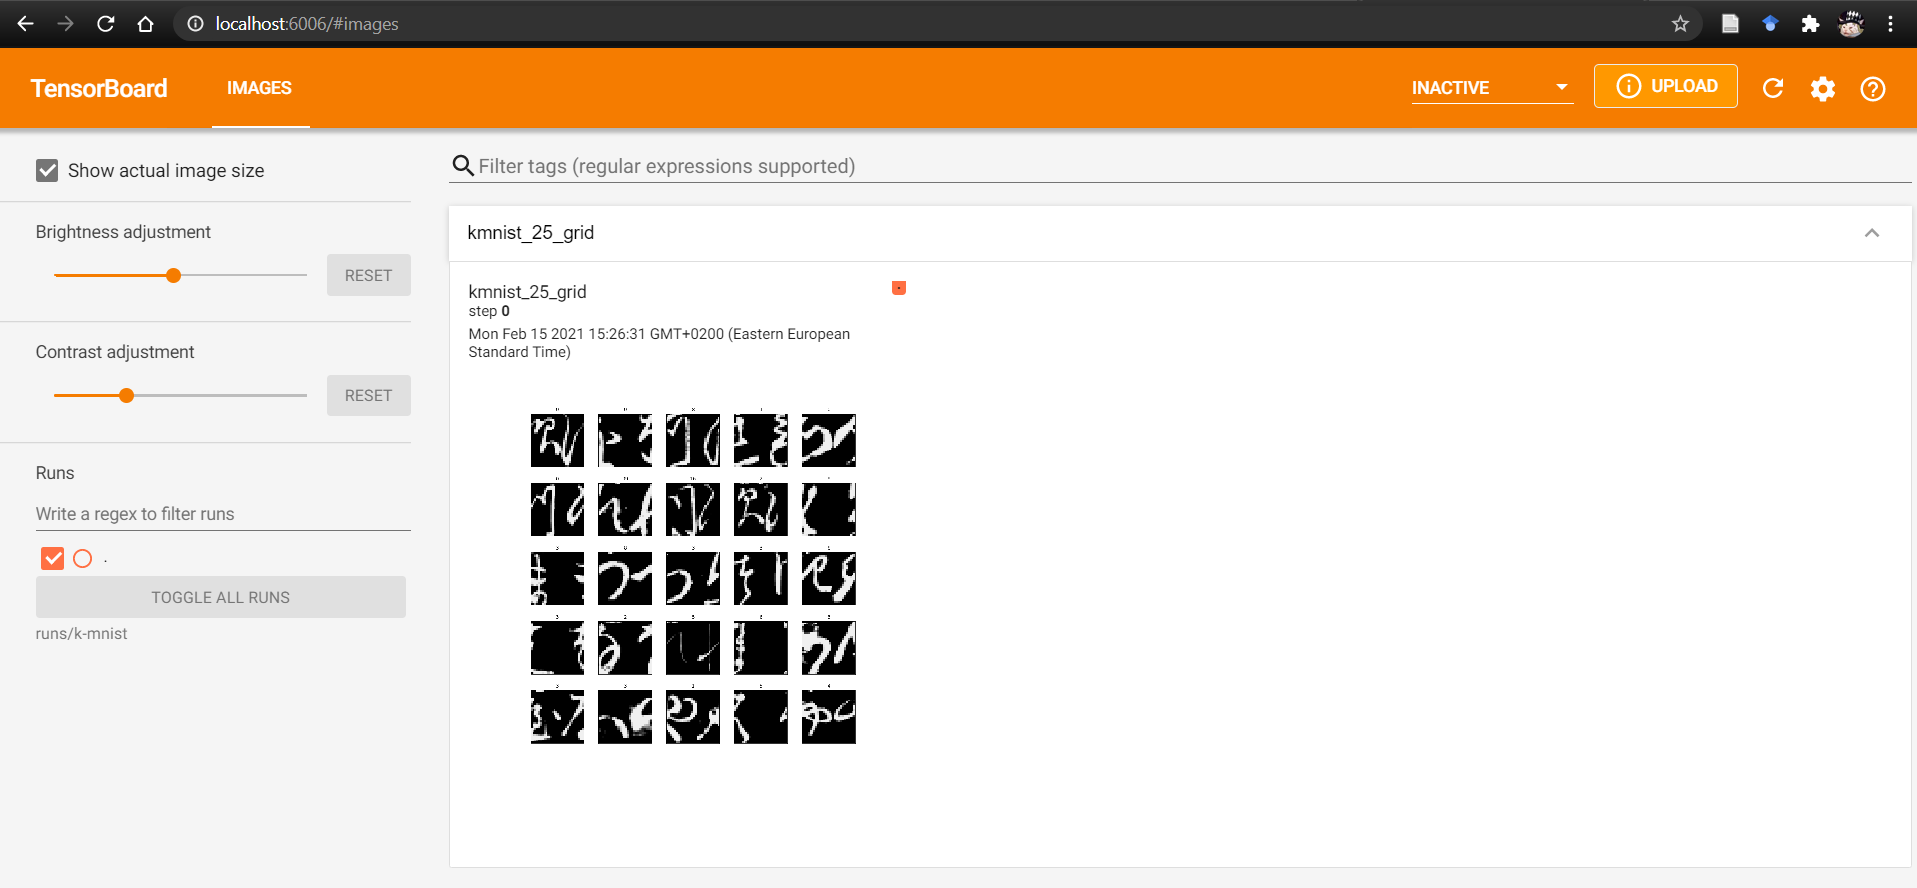 localhost:6006/#images
TensorBoard
IMAGES
INACTIVE
UPLOAD
Show actual image size
Filter tags (regular expressions supported)
Brightness adjustment
RESET
kmnist_25_grid
kmnist_25_grid
step 0
Mon Feb 15 2021 15:26:31 GMT+0200 (Eastern European
Standard Time)
Contrast adjustment
RESET
Runs
Write a regex to filter runs
.
TOGGLE ALL RUNS
runs/k-mnist